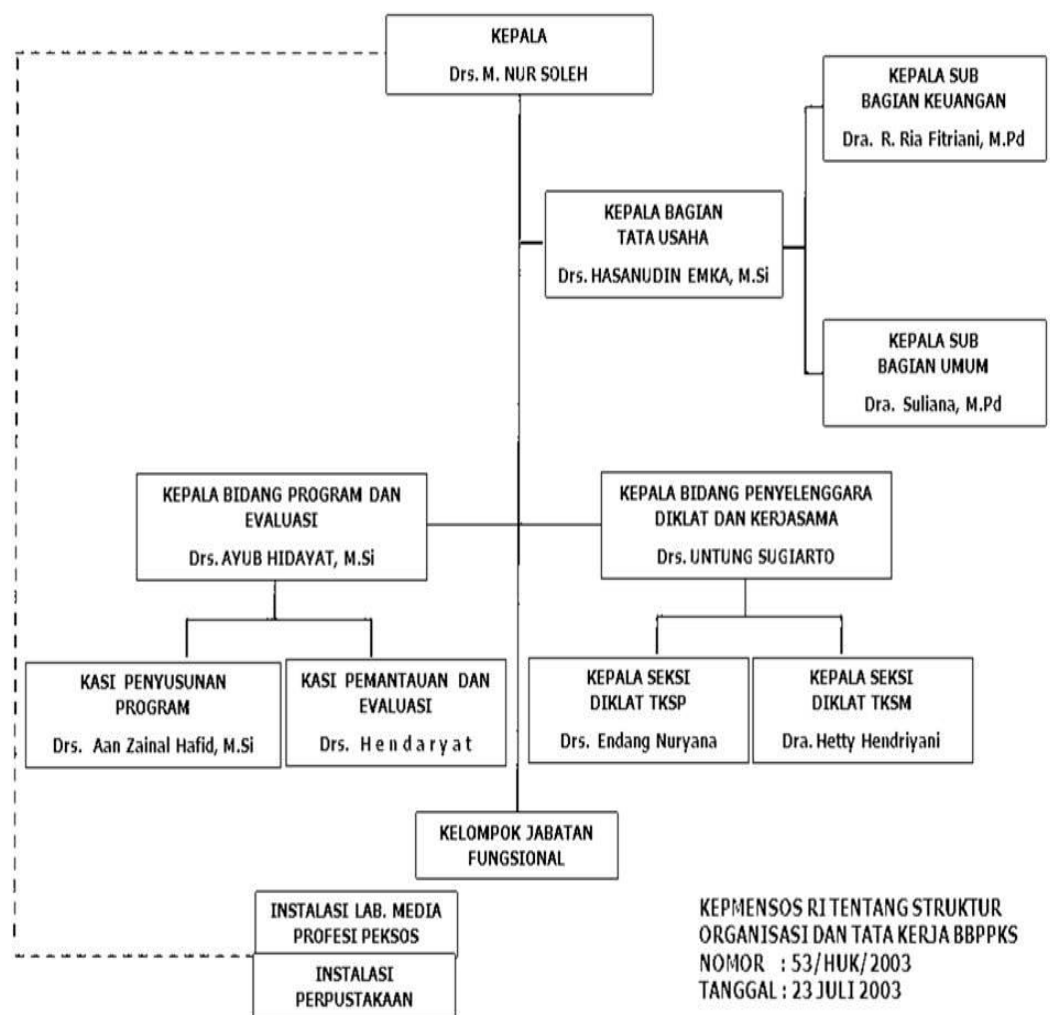 KEPALA
Drs. M. NUR SOLEH
KEPALA SUB
BAGIAN KEUANGAN
Dra. R. Ria Fitriani, M.Pd
KEPALA BAGIAN
TATA USAHA
Drs. HASANUDIN EMKA, M.Si
KEPALA SUB
BAGIAN UMUM
Dra. Suliana, M.Pd
KEPALA BIDANG PROGRAM DAN
EVALUASI
Drs. AYUB HIDAYAT, M.Si
KEPALA BIDANG PENYELENGGARA
DIKLAT DAN KERJASAMA
Drs. UNTUNG SUGIARTO
KASI PENYUSUNAN
PROGRAM
Drs. Aan Zainal Hafid, M.Si
KASI PEMANTAUAN DAN
EVALUASI
Drs. H e n d a r y a t
KEPALA SEKSI
DIKLAT TKSP
Drs. Endang Nuryana
KEPALA SEKSI
DIKLAT TKSM
Dra. Hetty Hendriyani
KELOMPOK JABATAN
FUNGSIONAL
INSTALASI LAB. MEDIA
PROFESI PEKSOS
INSTALASI
PERPUSTAKAAN
KEPMENSOS RI TENTANG STRUKTUR
ORGANISASI DAN TATA KERJA BBPPKS
NOMOR : 53/HUK/2003
TANGGAL : 23 JULI 2003